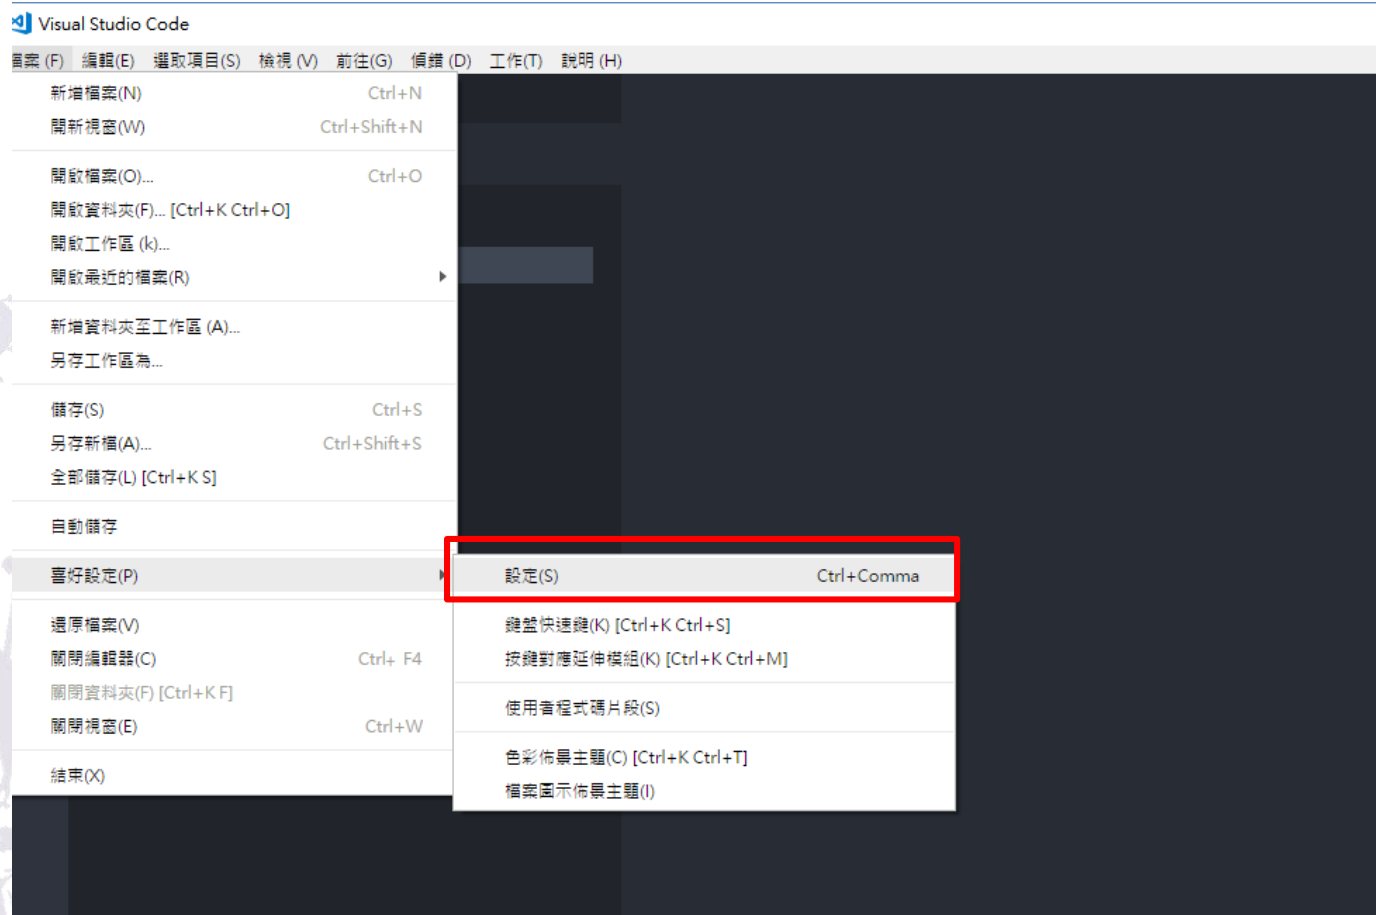 Visual Studio Code
檔案 (F) 編輯(E) 選取項目(S) 檢視 (V) 前往(G) 偵錯 (D) 工作(T) 說明 (H)
新增檔案(N) Ctrl+N
開新視窗(W) Ctrl+Shift+N
開啟檔案(O)... Ctrl+O
開啟資料夾(F)... [Ctrl+K Ctrl+O]
開啟工作區 (k)...
開啟最近的檔案(R)
新增資料夾至工作區 (A)...
另存工作區為...
儲存(S) Ctrl+S
另存新檔(A)... Ctrl+Shift+S
全部儲存(L) [Ctrl+K S]
自動儲存
喜好設定(P)
設定(S) Ctrl+Comma
還原檔案(V)
鍵盤快速鍵(K) [Ctrl+K Ctrl+S]
關閉編輯器(C) Ctrl+ F4
按鍵對應延伸模組(K) [Ctrl+K Ctrl+M]
關閉資料夾(F) [Ctrl+K F]
使用者程式碼片段(S)
關閉視窗(E) Ctrl+W
色彩佈景主題(C) [Ctrl+K Ctrl+T]
結束(X)
檔案圖示佈景主題(I)